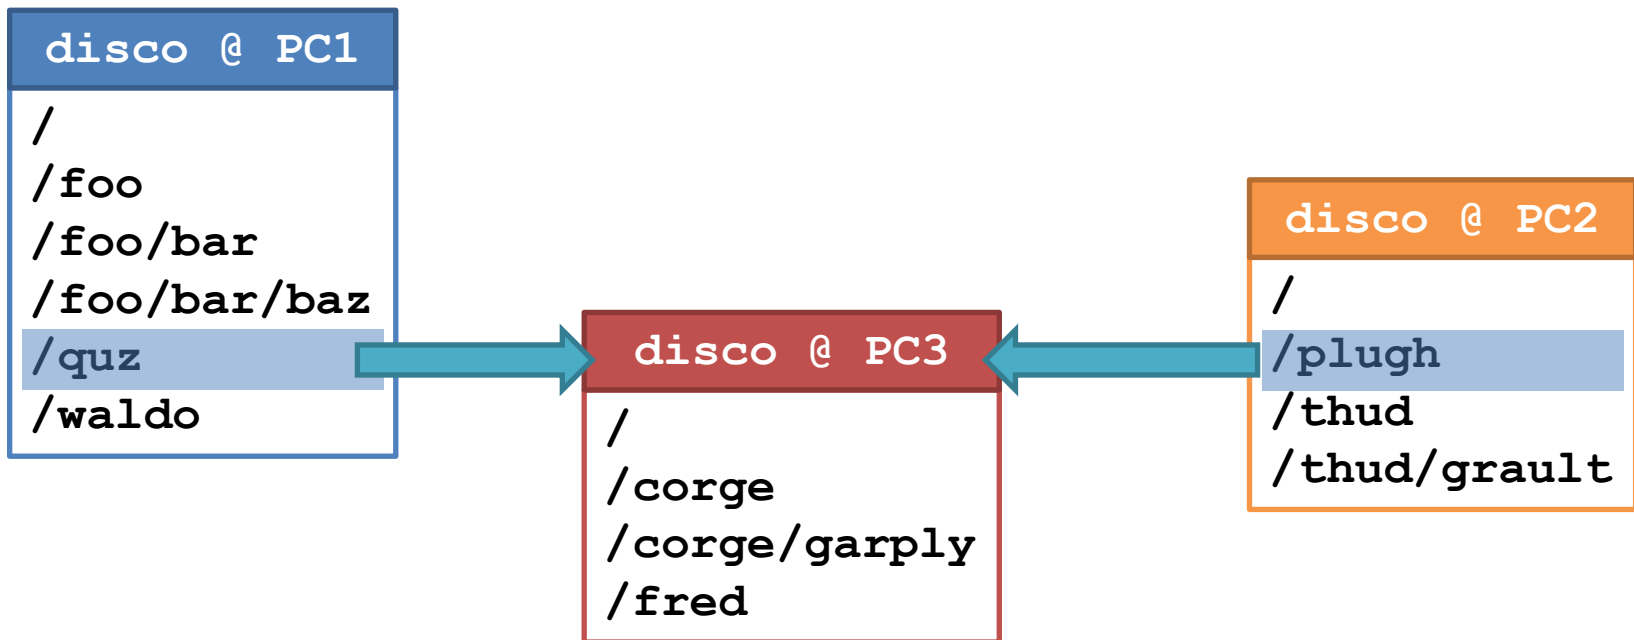 disco @ PC1
/
/foo
/foo/bar
/foo/bar/baz
/quz
/waldo
disco @ PC3
/
/corge
/corge/garply
/fred
disco @ PC2
/
/plugh
/thud
/thud/grault